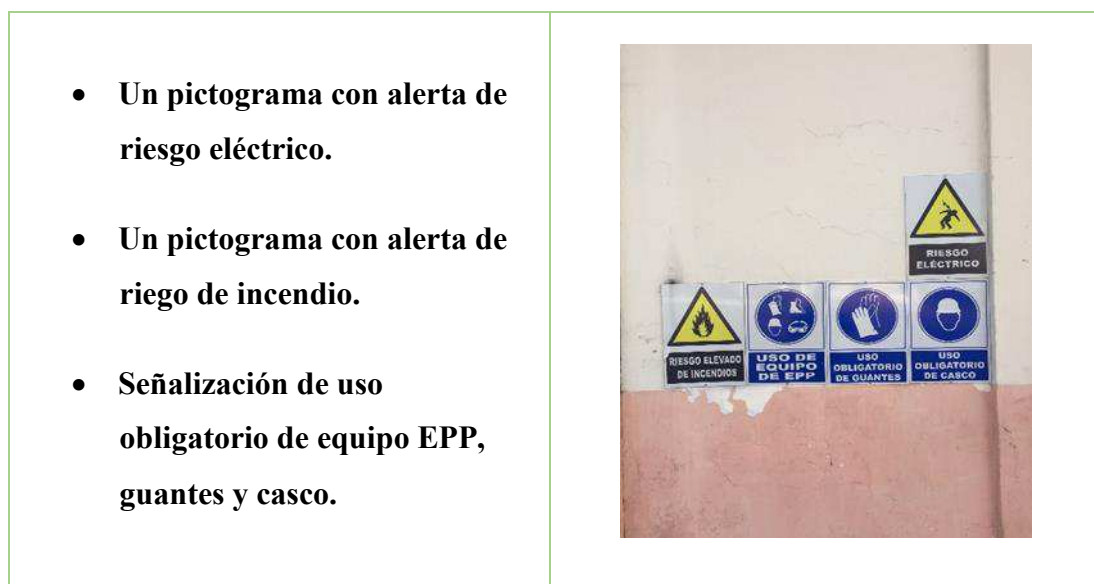 • Un pictograma con alerta de
riesgo eléctrico.
• Un pictograma con alerta de
riego de incendio.
• Señalización de uso
obligatorio de equipo EPP,
guantes y casco.
RIESGO
ELÉCTRICO
RIESGO ELEVADO
DE INCENDIOS
USO DE
EQUIPO
DE EPP
USO
OBLIGATORIO
DE GUANTES
USO
OBLIGATORIO
DE CASCO